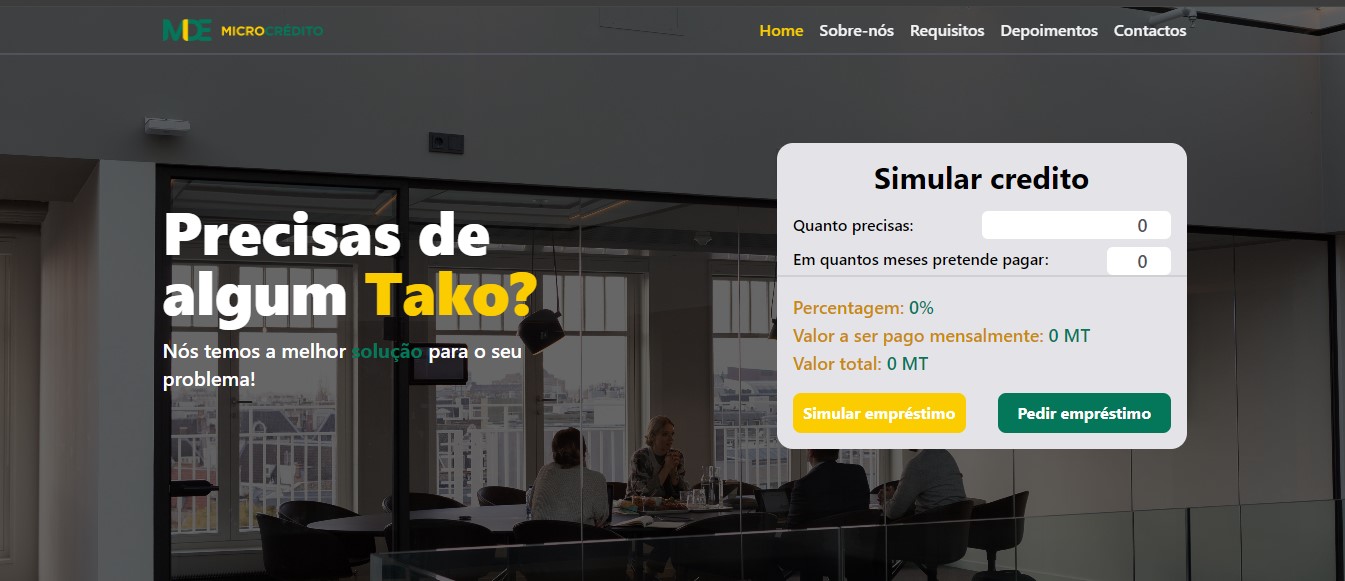 MDE MICROCRÉDITO
Home Sobre-nós Requisitos Depoimentos Contactos
Precisas de
algum Tako?
Nós temos a melhor solução para o seu
problema!
Simular credito
Quanto precisas: 0
Em quantos meses pretende pagar: 0
Percentagem: 0%
Valor a ser pago mensalmente: 0 MT
Valor total: 0 MT
Simular empréstimo Pedir empréstimo